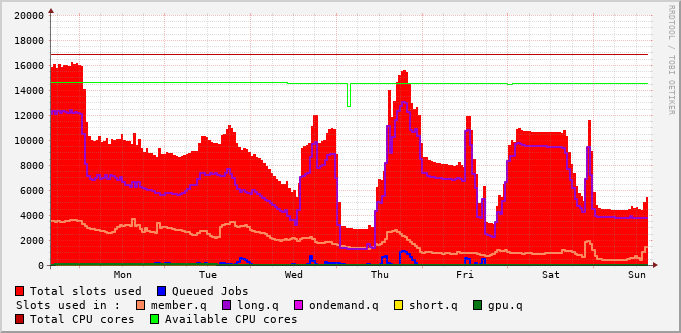 20000
18000
16000
14000
12000
10000
8000
6000
4000
2000
0
Mon Tue Wed Thu Fri Sat Sun
RRDTOOL / TOBI OETIKER
Total slots used Queued Jobs
Slots used in : member.q long.q ondemand.q short.q gpu.q
Total CPU cores Available CPU cores